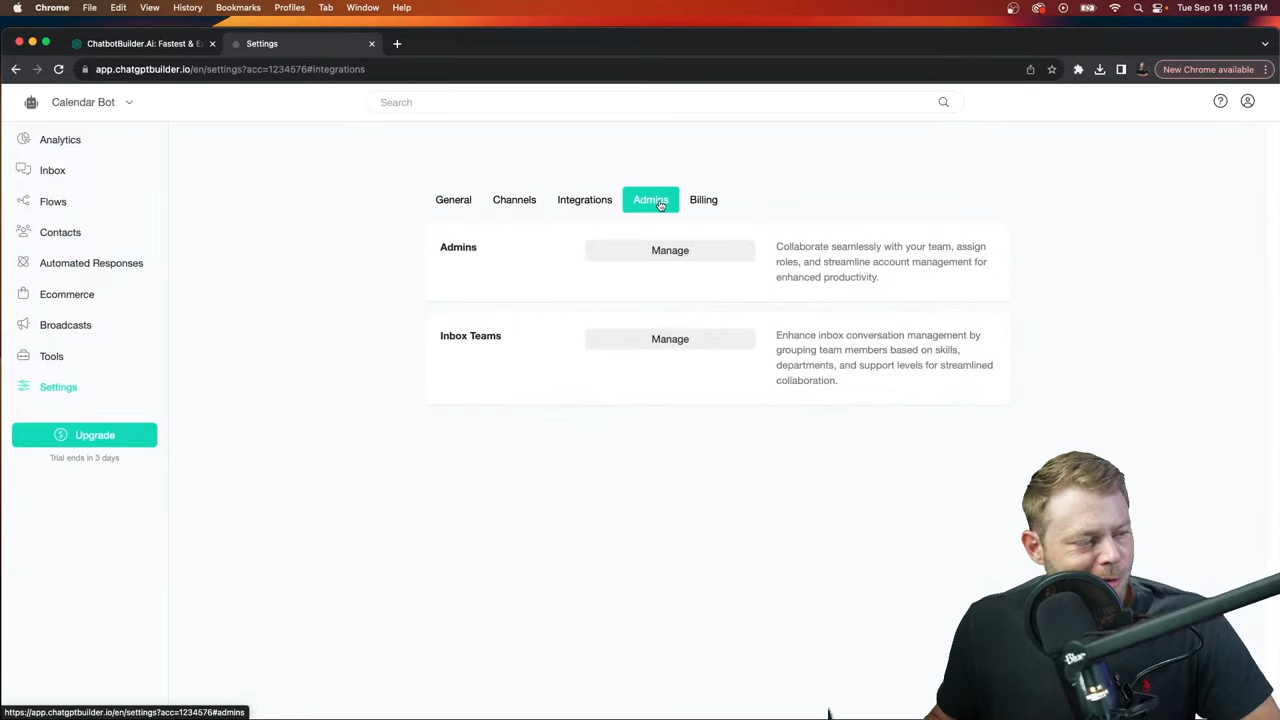 Chrome File Edit View History Bookmarks Profiles Tab Window Help
Tue Sep 19 11:36 PM
ChatbotBuilder.Ai: Fastest & E
Settings
app.chatgptbuilder.io/en/settings?acc=1234576#integrations
New Chrome available
Calendar Bot
Search
Analytics
Inbox
Flows
Contacts
Automated Responses
Ecommerce
Broadcasts
Tools
Settings
Upgrade
Trial ends in 3 days
General Channels Integrations Admins Billing
Admins
Manage
Collaborate seamlessly with your team, assign
roles, and streamline account management for
enhanced productivity.
Inbox Teams
Manage
Enhance inbox conversation management by
grouping team members based on skills,
departments, and support levels for streamlined
collaboration.
Blue
https://app.chatgptbuilder.io/en/settings?acc=1234576#admins